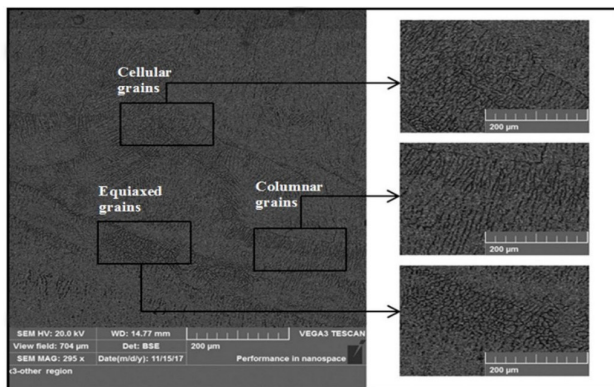 Cellular
grains
200 µm
Equiaxed
grains
Columnar
grains
200 µm
SEM HV: 20.0 kV
WD: 14.77 mm
VEGA3 TESCAN
View field: 704 µm
Det: BSE
200 µm
SEM MAG: 295 x
Date(m/d/y): 11/15/17
Performance in nanospace
x3-other region
200 µm